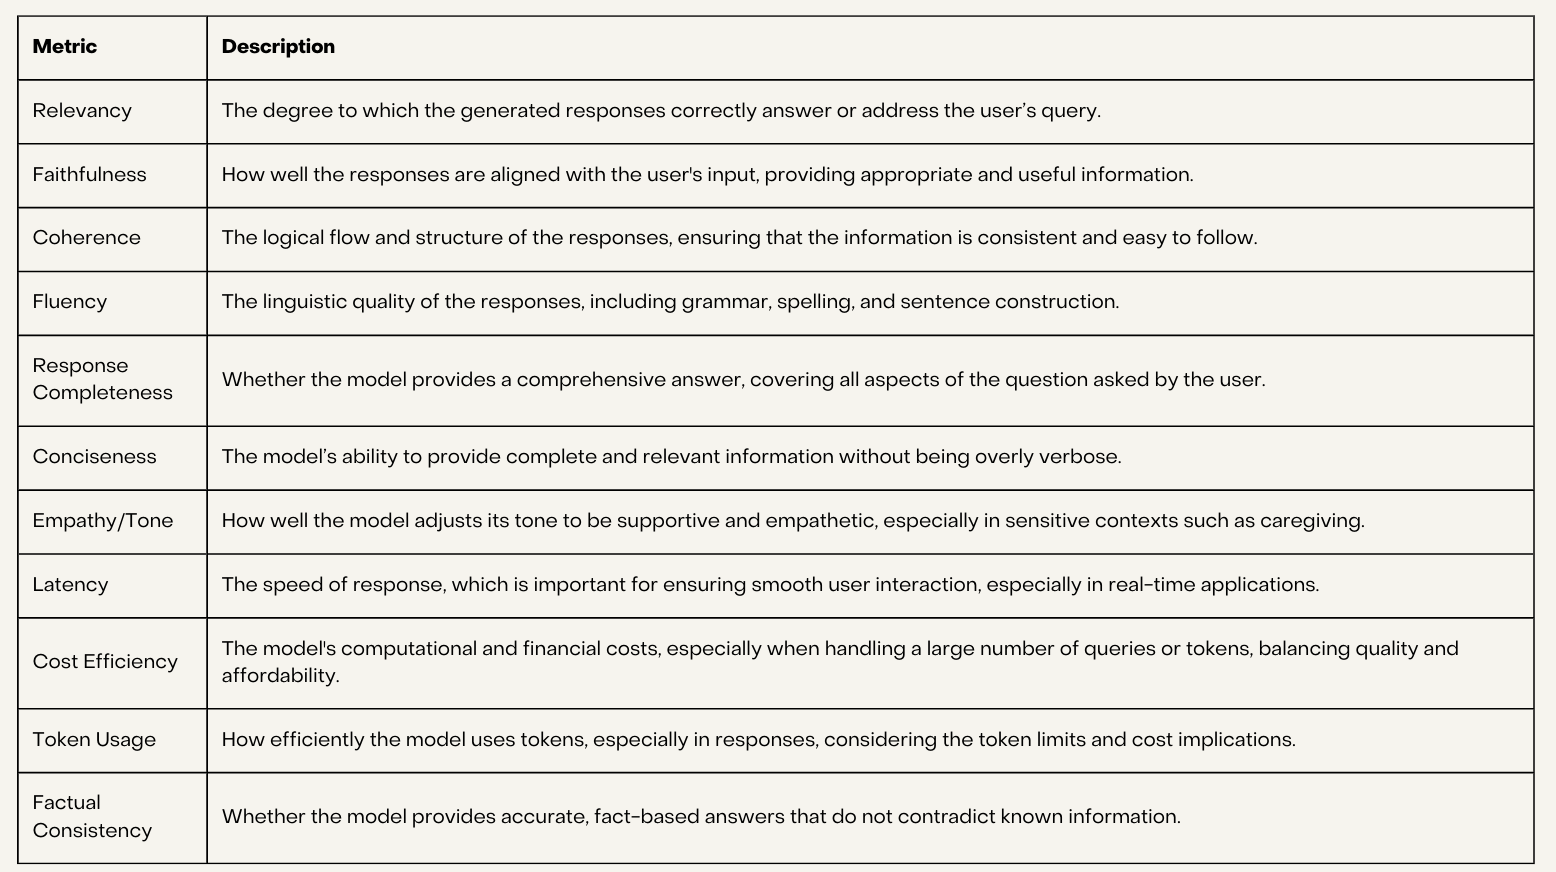 Metric
Description
Relevancy
The degree to which the generated responses correctly answer or address the user’s query.
Faithfulness
How well the responses are aligned with the user's input, providing appropriate and useful information.
Coherence
The logical flow and structure of the responses, ensuring that the information is consistent and easy to follow.
Fluency
The linguistic quality of the responses, including grammar, spelling, and sentence construction.
Response
Completeness
Whether the model provides a comprehensive answer, covering all aspects of the question asked by the user.
Conciseness
The model’s ability to provide complete and relevant information without being overly verbose.
Empathy/Tone
How well the model adjusts its tone to be supportive and empathetic, especially in sensitive contexts such as caregiving.
Latency
The speed of response, which is important for ensuring smooth user interaction, especially in real-time applications.
Cost Efficiency
The model's computational and financial costs, especially when handling a large number of queries or tokens, balancing quality and
affordability.
Token Usage
How efficiently the model uses tokens, especially in responses, considering the token limits and cost implications.
Factual
Consistency
Whether the model provides accurate, fact-based answers that do not contradict known information.